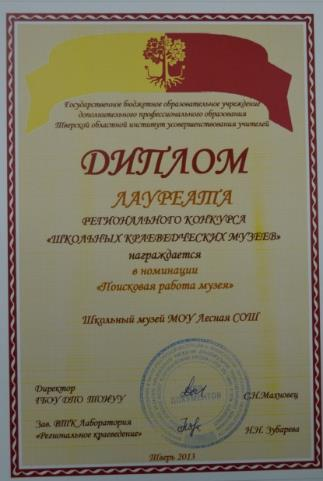 Государственное бюджетное образовательное учреждение
дополнительного профессионального образования
Тверской областной институт усовершенствования учителей
ДИПЛОМ
ЛАУРЕАТА
РЕГИОНАЛЬНОГО КОНКУРСА
«ШКОЛЬНЫХ КРАЕВЕДЧЕСКИХ МУЗЕЕВ»
награждается
в номинации
«Поисковая работа музея»
Школьный музей МОУ Лесная СОШ
Директор
ГБОУ ДПО ТОИУУ
С.Н.Махновец
ДОКУМЕНТОВ
Зав. ВТК Лаборатория
«Региональное краеведение»
Н.Н. Зубарева
Тверь 2013